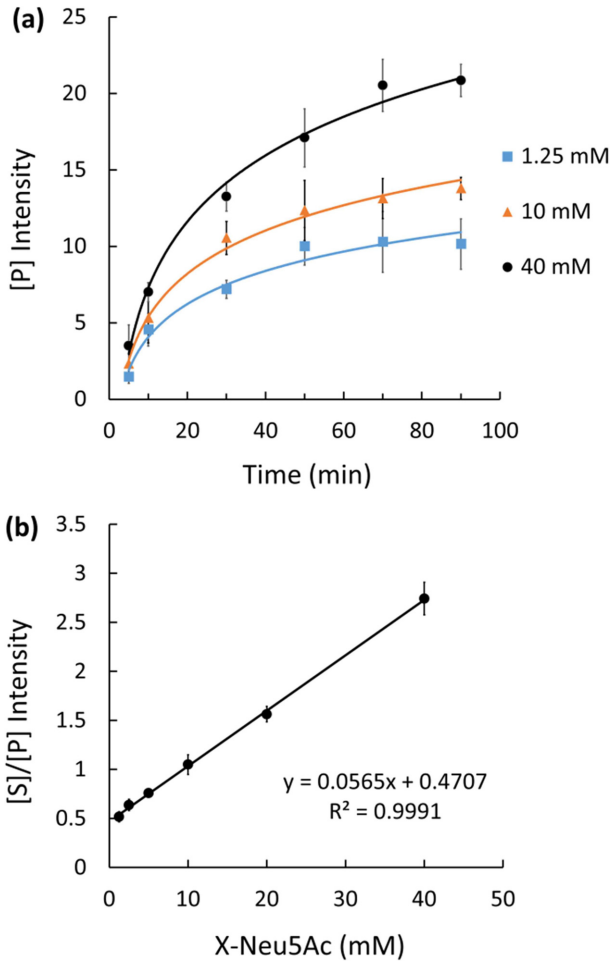 (a)
25
20
15
10
5
0
[P] Intensity
0 20 40 60 80 100
Time (min)
1.25 mM
10 mM
40 mM
(b)
3.5
3
2.5
2
1.5
1
0.5
0
[S]/[P] Intensity
y = 0.0565x + 0.4707
R² = 0.9991
0 10 20 30 40 50
X-Neu5Ac (mM)